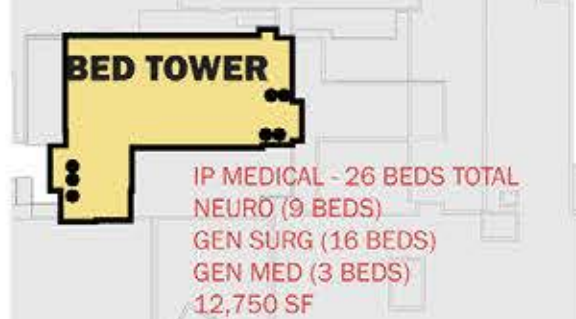 BED TOWER
IP MEDICAL - 26 BEDS TOTAL
NEURO (9 BEDS)
GEN SURG (16 BEDS)
GEN MED (3 BEDS)
12,750 SF